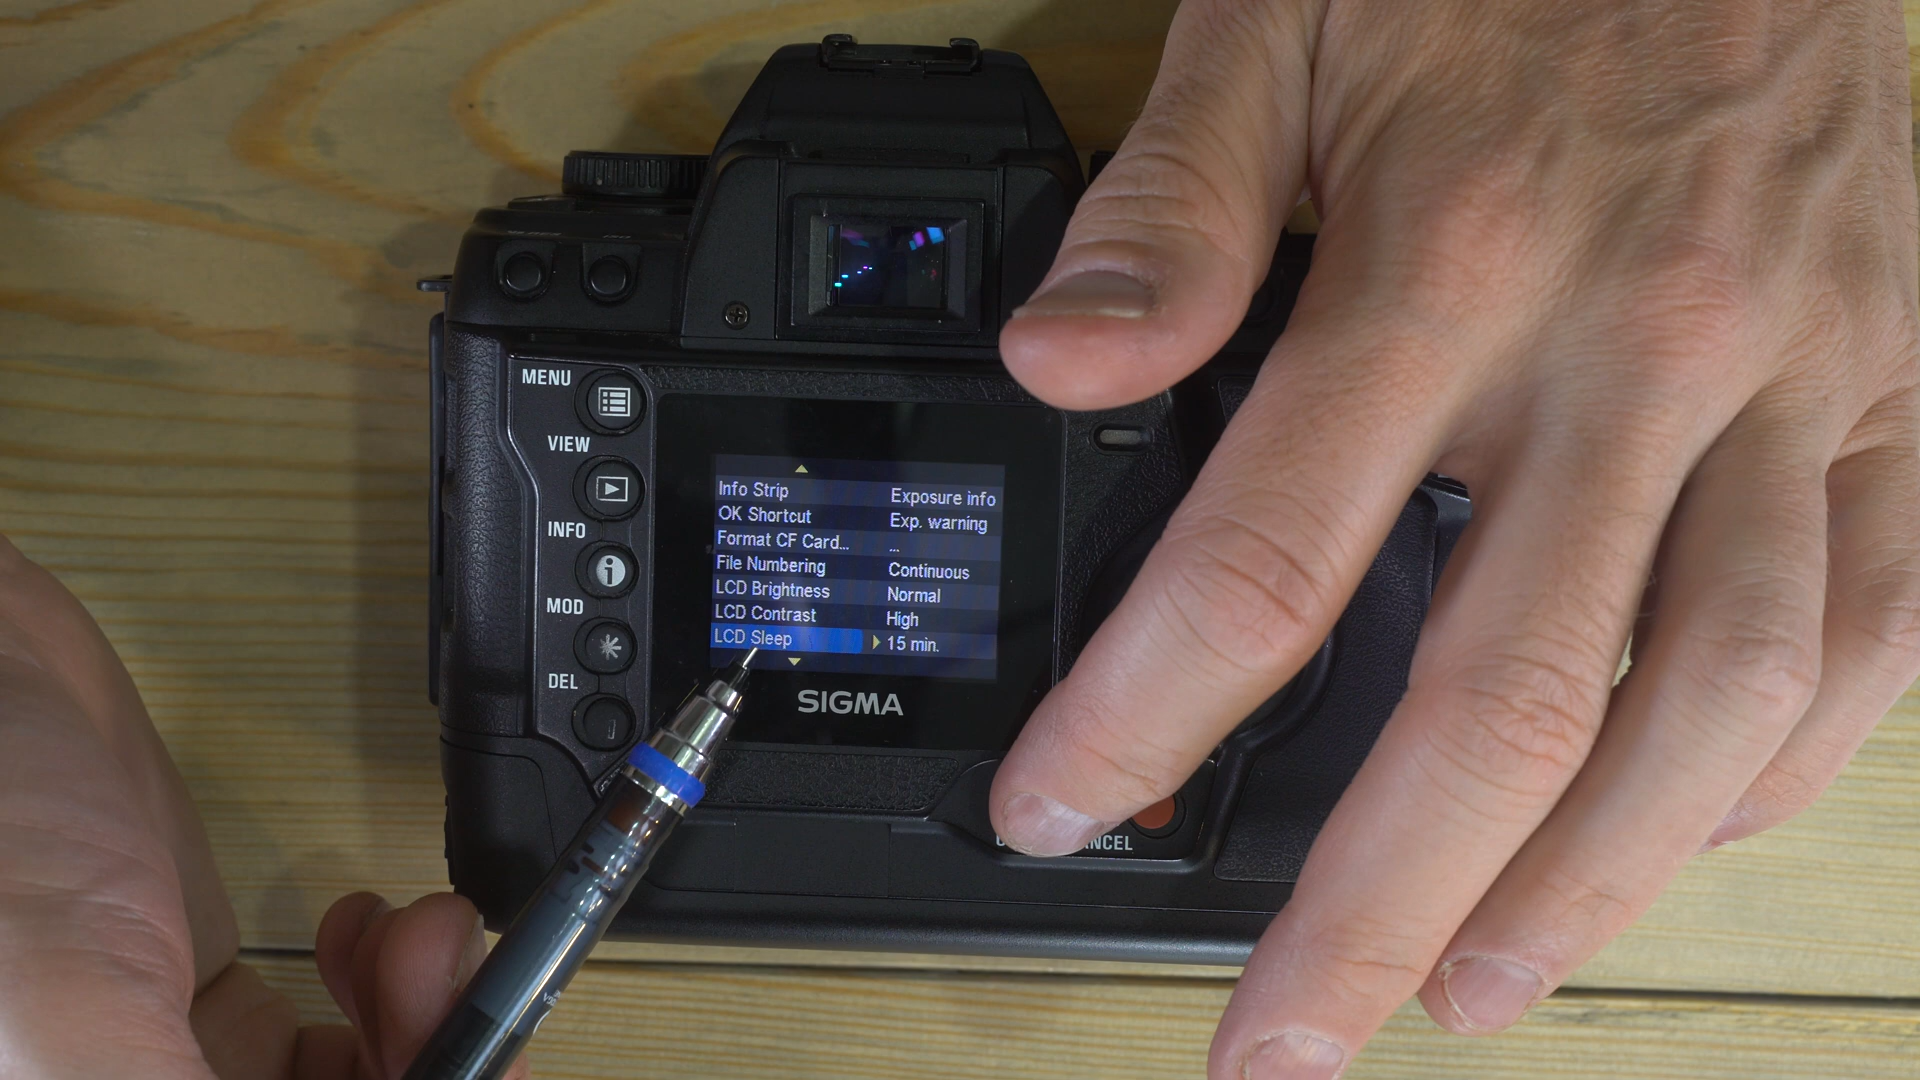 MENU
VIEW
INFO
MOD
DEL
Info Strip Exposure info
OK Shortcut Exp. warning
Format CF Card... ...
File Numbering Continuous
LCD Brightness Normal
LCD Contrast High
LCD Sleep 15 min.
SIGMA